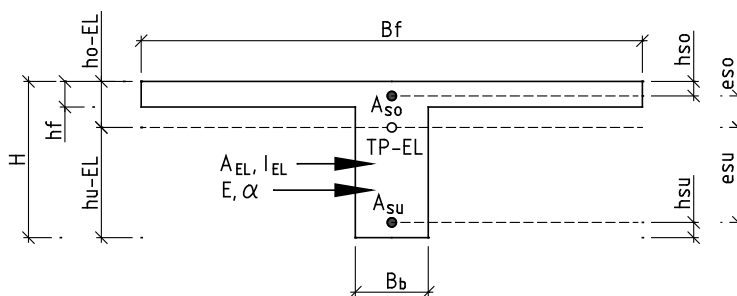 Bf
ho-EL
hso
eso
Aso
hf
TP-EL
H
AEL, IEL
E, α
hu-EL
esu
Asu
hsu
Bb